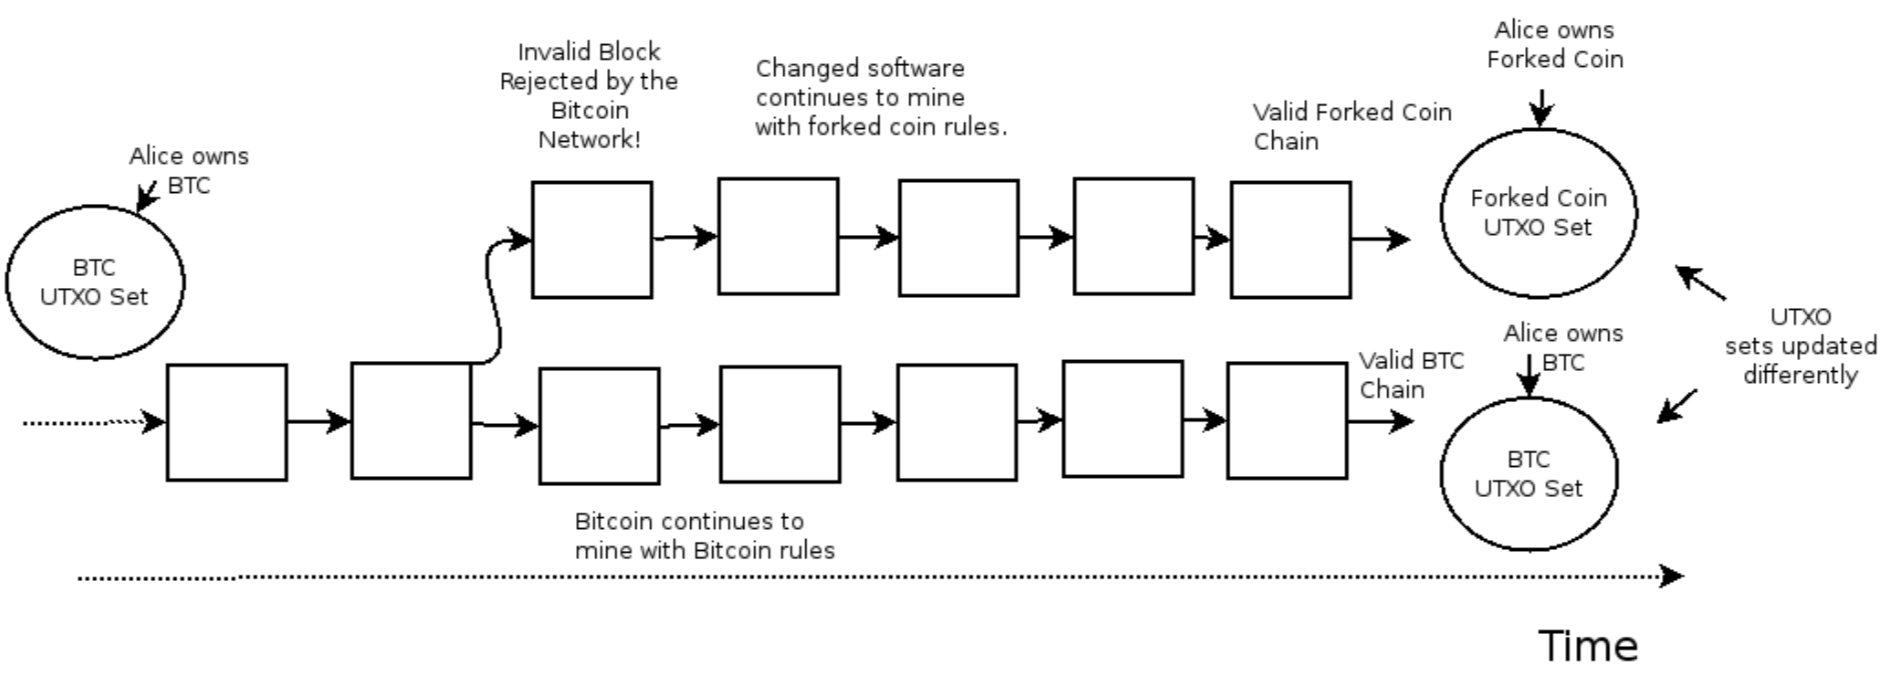 Alice owns
BTC
BTC
UTXO Set
Invalid Block
Rejected by the
Bitcoin
Network!
Changed software
continues to mine
with forked coin rules.
Valid Forked Coin
Chain
Alice owns
Forked Coin
Forked Coin
UTXO Set
UTXO
sets updated
differently
Alice owns
BTC
Valid BTC
Chain
BTC
UTXO Set
Bitcoin continues to
mine with Bitcoin rules
Time